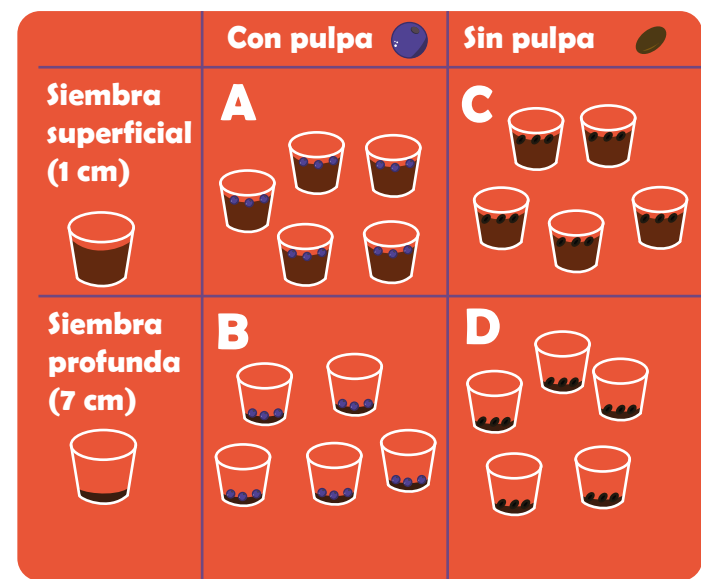 Con pulpa
Sin pulpa
Siembra
superficial
(1 cm)
A
C
Siembra
profunda
(7 cm)
B
D